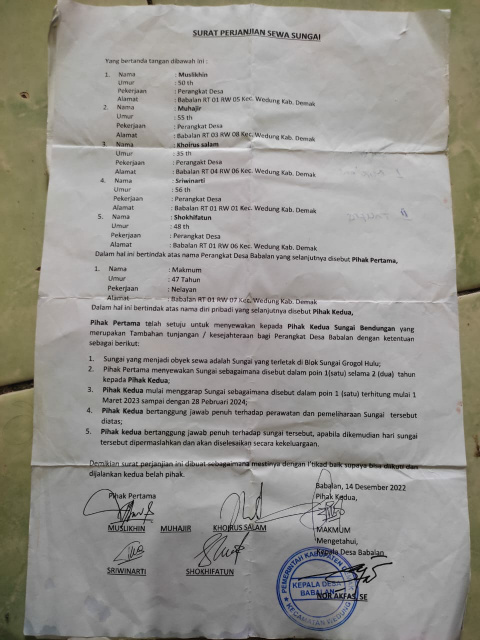 SURAT PERJANJIAN SEWA SUNGAI
Yang bertanda tangan dibawah ini :
1. Nama : Muslikhin
Umur : 50 th
Pekerjaan : Perangkat Desa
Alamat : Babalan RT 01 RW 05 Kec. Wedung Kab. Demak
2. Nama : Muhajir
Umur : 55 th
Pekerjaan : Perangkat Desa
Alamat : Babalan RT 03 RW 08 Kec. Wedung Kab. Demak
3. Nama : Khoirus salam
Umur : 35 th
Pekerjaan : Perangakt Desa
Alamat : Babalan RT 04 RW 06 Kec. Wedung Kab. Demak
4. Nama : Sriwinarti
Umur : 56 th
Pekerjaan : Perangkat Desa
Alamat : Babalan RT 01 RW 01 Kec. Wedung Kab. Demak
5. Nama : Shokhifatun
Umur : 48 th
Pekerjaan : Perangkat Desa
Alamat : Babalan RT 01 RW 06 Kec. Wedung Kab. Demak
Dalam hal ini bertindak atas nama Perangkat Desa Babalan yang selanjutnya disebut Pihak Pertama,
1. Nama : Makmum
Umur : 47 Tahun
Pekerjaan : Nelayan
Alamat : Babalan RT 01 RW 07 Kec. Wedung Kab. Demak
Dalam hal ini bertindak atas nama diri pribadi yang selanjutnya disebut Pihak Kedua,
Pihak Pertama telah setuju untuk menyewakan kepada Pihak Kedua Sungai Bendungan yang
merupakan Tambahan tunjangan / kesejahteraan bagi Perangkat Desa Babalan dengan ketentuan
sebagai berikut:
1. Sungai yang menjadi obyek sewa adalah Sungai yang terletak di Blok Sungai Grogol Hulu;
2. Pihak Pertama menyewakan Sungai sebagaimana disebut dalam poin 1(satu) selama 2 (dua) tahun
kepada Pihak Kedua;
3. Pihak Kedua mulai menggarap Sungai sebagaimana disebut dalam poin 1 (satu) terhitung mulai 1
Maret 2023 sampai dengan 28 Pebruari 2024;
4. Pihak Kedua bertanggung jawab penuh terhadap perawatan dan pemeliharaan Sungai tersebut
diatas;
5. Pihak kedua bertanggung jawab penuh terhadap sungai tersebut, apabila dikemudian hari sungai
tersebut dipermaslahkan dan akan diselesaikan secara kekeluargaan.
Demikian surat perjanjian ini dibuat sebagaimana mestinya dengan I'tikad baik supaya bisa ditaati dan
dijalankan kedua belah pihak.
Babalan, 14 Desember 2022
Pihak Pertama Pihak Kedua,
MUSLIKHIN MUHAJIR KHOIRUS SALAM
MAKMUM
Mengetahui,
Kepala Desa Babalan
SRIWINARTI SHOKHIFATUN
PEMERINTAH KABUPATEN
KEPALA DESA
BABALAN
KECAMATAN WEDUNG
NOR AKFAS, SE